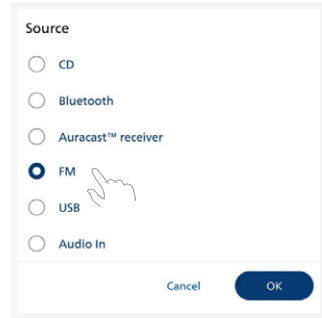 Source
CD
Bluetooth
Auracast™ receiver
FM
USB
Audio In
Cancel OK